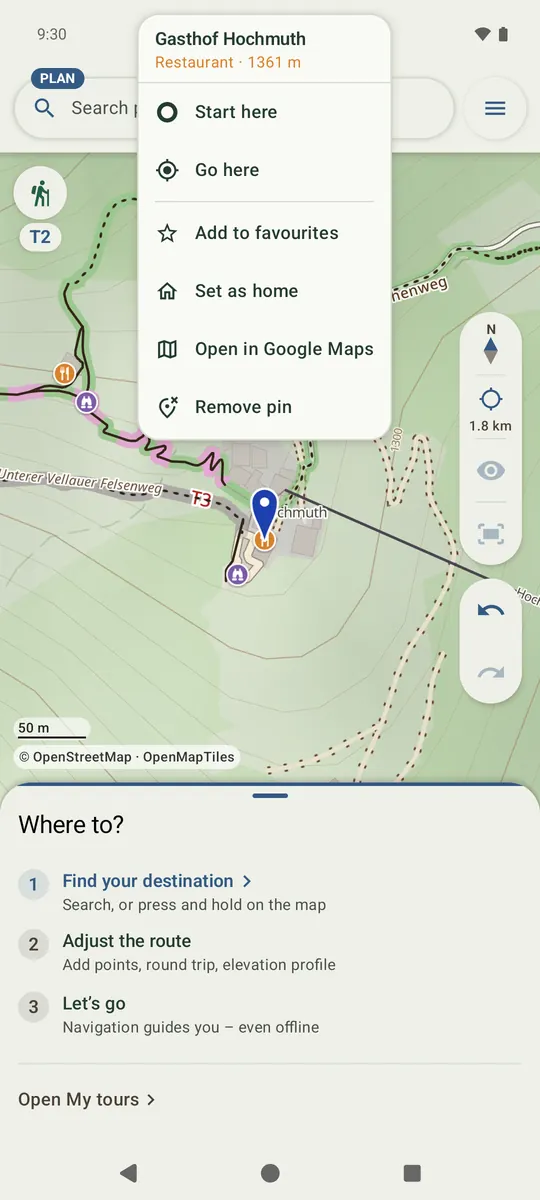 9:30
Gasthof Hochmuth
Restaurant · 1361 m
PLAN
Search
Start here
Go here
T2
Add to favourites
nenweg
Set as home
N
Open in Google Maps
1.8 km
Remove pin
1300
Unterer Vellauer Felsenweg
T3
chmuth
Hoch
50 m
© OpenStreetMap · OpenMapTiles
Where to?
1 Find your destination
Search, or press and hold on the map
2 Adjust the route
Add points, round trip, elevation profile
3 Let’s go
Navigation guides you – even offline
Open My tours